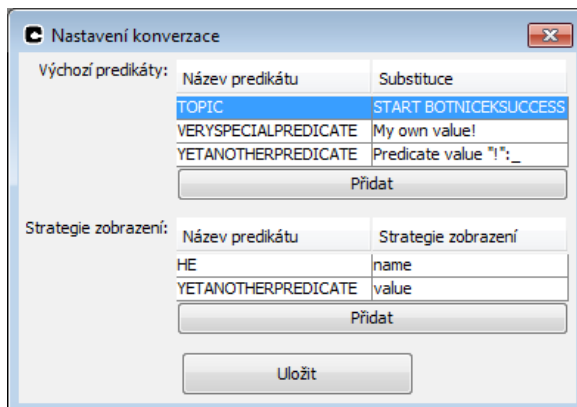 Nastavení konverzace
Výchozí predikáty: Název predikátu Substituce
TOPIC START BOTNICEKSUCCESS
VERYSPECIALPREDICATE My own value!
YETANOTHERPREDICATE Predicate value "!":_
Přidat
Strategie zobrazení: Název predikátu Strategie zobrazení
HE name
YETANOTHERPREDICATE value
Přidat
Uložit